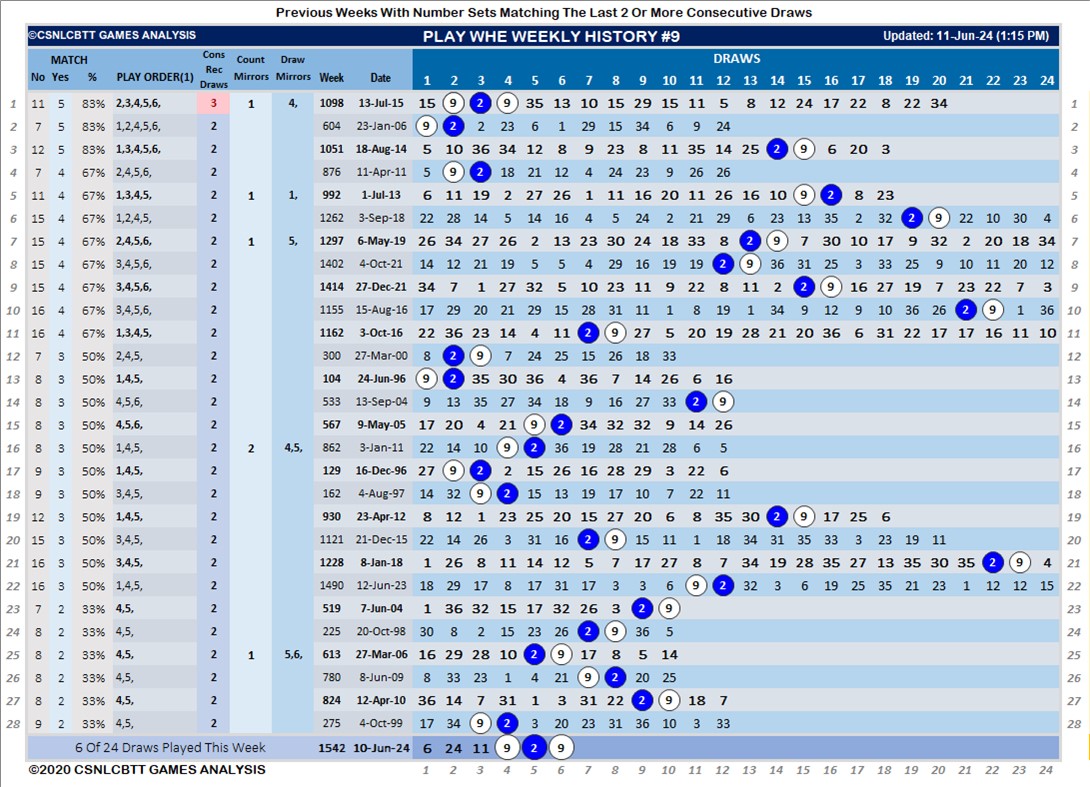 Previous Weeks With Number Sets Matching The Last 2 Or More Consecutive Draws
©CSNLCBTT GAMES ANALYSIS PLAY WHE WEEKLY HISTORY #9 Updated: 11-Jun-24 (1:15 PM)
MATCH Cons Rec Draws Count Mirrors Draw Mirrors DRAWS
No Yes % PLAY ORDER(1) Week Date 1 2 3 4 5 6 7 8 9 10 11 12 13 14 15 16 17 18 19 20 21 22 23 24
1 11 5 83% 2,3,4,5,6, 3 1 4, 1098 13-Jul-15 15 9 2 9 35 13 10 15 29 15 11 5 8 12 24 17 22 8 22 34 1
2 7 5 83% 1,2,4,5,6, 2 604 23-Jan-06 9 2 2 23 6 1 29 15 34 6 9 24 2
3 12 5 83% 1,3,4,5,6, 2 1051 18-Aug-14 5 10 36 34 12 8 9 23 8 11 35 14 25 2 9 6 20 3 3
4 7 4 67% 2,4,5,6, 2 876 11-Apr-11 5 9 2 18 21 12 4 24 23 9 26 26 4
5 11 4 67% 1,3,4,5, 2 1 1, 992 1-Jul-13 6 11 19 2 27 26 1 11 16 20 11 26 16 10 9 2 8 23 5
6 15 4 67% 1,2,4,5, 2 1262 3-Sep-18 22 28 14 5 14 16 4 5 24 2 21 29 6 23 13 35 2 32 2 9 22 10 30 4 6
7 15 4 67% 2,4,5,6, 2 1 5, 1297 6-May-19 26 34 27 26 2 13 23 30 24 18 33 8 2 9 7 30 10 17 9 32 2 20 18 34 7
8 15 4 67% 3,4,5,6, 2 1402 4-Oct-21 14 12 21 19 5 5 4 29 16 19 19 2 9 36 31 25 3 33 25 9 10 11 20 12 8
9 15 4 67% 3,4,5,6, 2 1414 27-Dec-21 34 7 1 27 32 5 10 23 11 9 22 8 11 2 2 9 16 27 19 7 23 22 7 3 9
10 16 4 67% 3,4,5,6, 2 1155 15-Aug-16 17 29 20 21 29 15 28 31 11 1 8 19 1 34 9 12 9 10 36 26 2 9 1 36 10
11 16 4 67% 1,3,4,5, 2 1162 3-Oct-16 22 36 23 14 4 11 2 9 27 5 20 19 28 21 20 36 6 31 22 17 17 16 11 10 11
12 7 3 50% 2,4,5, 2 300 27-Mar-00 8 2 9 7 24 25 15 26 18 33 12
13 8 3 50% 1,4,5, 2 104 24-Jun-96 9 2 35 30 36 4 36 7 14 26 6 16 13
14 8 3 50% 4,5,6, 2 533 13-Sep-04 9 13 35 27 34 18 9 16 27 33 2 9 14
15 8 3 50% 4,5,6, 2 567 9-May-05 17 20 4 21 9 2 34 32 32 9 14 26 15
16 8 3 50% 1,4,5, 2 2 4,5, 862 3-Jan-11 22 14 10 9 2 36 19 28 21 28 6 5 16
17 9 3 50% 1,4,5, 2 129 16-Dec-96 27 9 2 2 15 26 16 28 29 3 22 6 17
18 9 3 50% 3,4,5, 2 162 4-Aug-97 14 32 9 2 15 13 19 17 10 7 22 11 18
19 12 3 50% 1,4,5, 2 930 23-Apr-12 8 12 1 23 25 20 15 27 20 6 8 35 30 2 9 17 25 6 19
20 15 3 50% 3,4,5, 2 1121 21-Dec-15 22 14 26 3 31 16 2 9 15 11 1 18 34 31 35 33 3 23 19 11 20
21 16 3 50% 3,4,5, 2 1228 8-Jan-18 1 26 8 11 14 12 5 7 17 27 8 7 34 19 28 35 27 13 35 30 35 2 9 4 21
22 16 3 50% 1,4,5, 2 1490 12-Jun-23 18 29 17 8 17 31 17 3 3 6 9 2 32 3 6 19 25 35 21 23 1 12 12 15 22
23 7 2 33% 4,5, 2 519 7-Jun-04 1 36 32 15 17 32 26 3 2 9 23
24 8 2 33% 4,5, 2 225 20-Oct-98 30 8 2 15 23 26 2 9 36 5 24
25 8 2 33% 4,5, 2 1 5,6, 613 27-Mar-06 16 29 28 10 2 9 17 8 5 14 25
26 8 2 33% 4,5, 2 780 8-Jun-09 8 33 23 1 4 21 9 2 20 25 26
27 8 2 33% 4,5, 2 824 12-Apr-10 36 14 7 31 1 3 31 22 2 9 18 7 27
28 9 2 33% 4,5, 2 275 4-Oct-99 17 34 9 2 3 20 23 31 36 10 3 33 28
6 Of 24 Draws Played This Week 1542 10-Jun-24 6 24 11 9 2 9
©2020 CSNLCBTT GAMES ANALYSIS 1 2 3 4 5 6 7 8 9 10 11 12 13 14 15 16 17 18 19 20 21 22 23 24